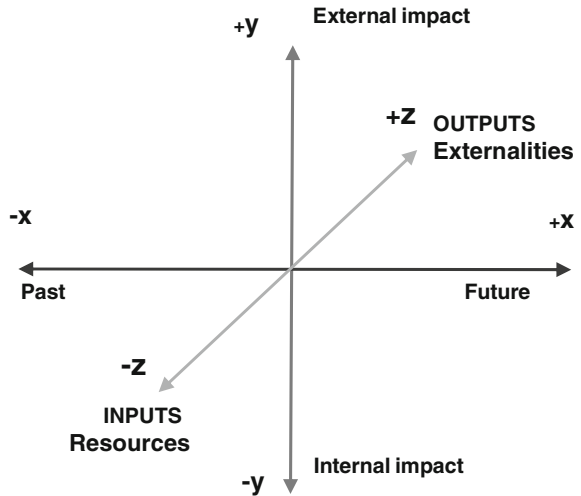 +y
External impact
+z
OUTPUTS
Externalities
-x
+x
Past
Future
-z
INPUTS
Resources
-y
Internal impact